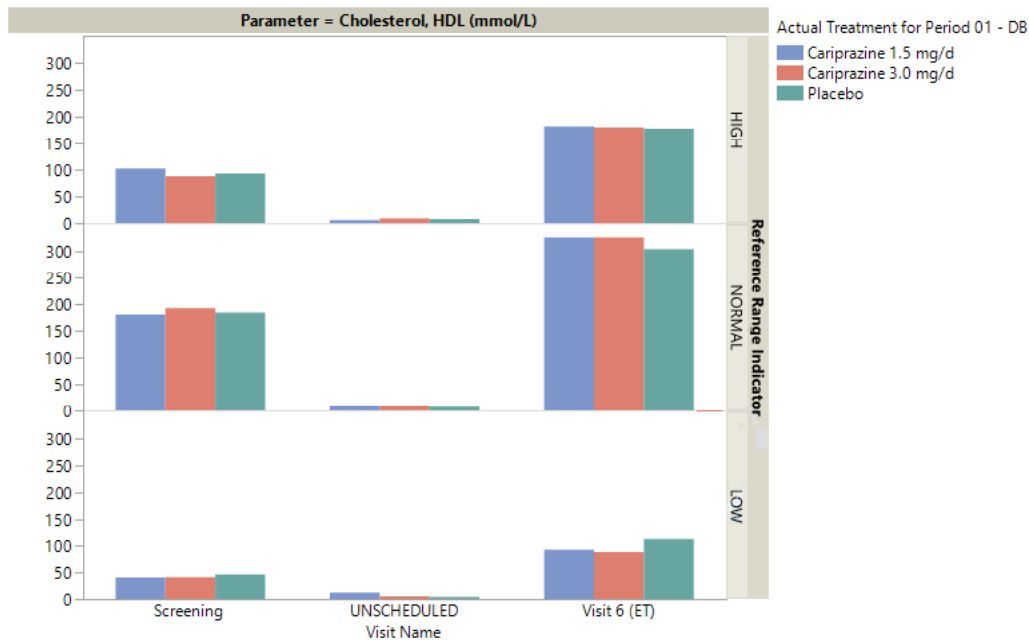 Parameter = Cholesterol, HDL (mmol/L)
Actual Treatment for Period 01 - DB
Cariprazine 1.5 mg/d
Cariprazine 3.0 mg/d
Placebo
300
250
200
150
100
50
0
HIGH
300
250
200
150
100
50
0
NORMAL
300
250
200
150
100
50
0
LOW
Reference Range Indicator
Screening
UNSCHEDULED
Visit 6 (ET)
Visit Name